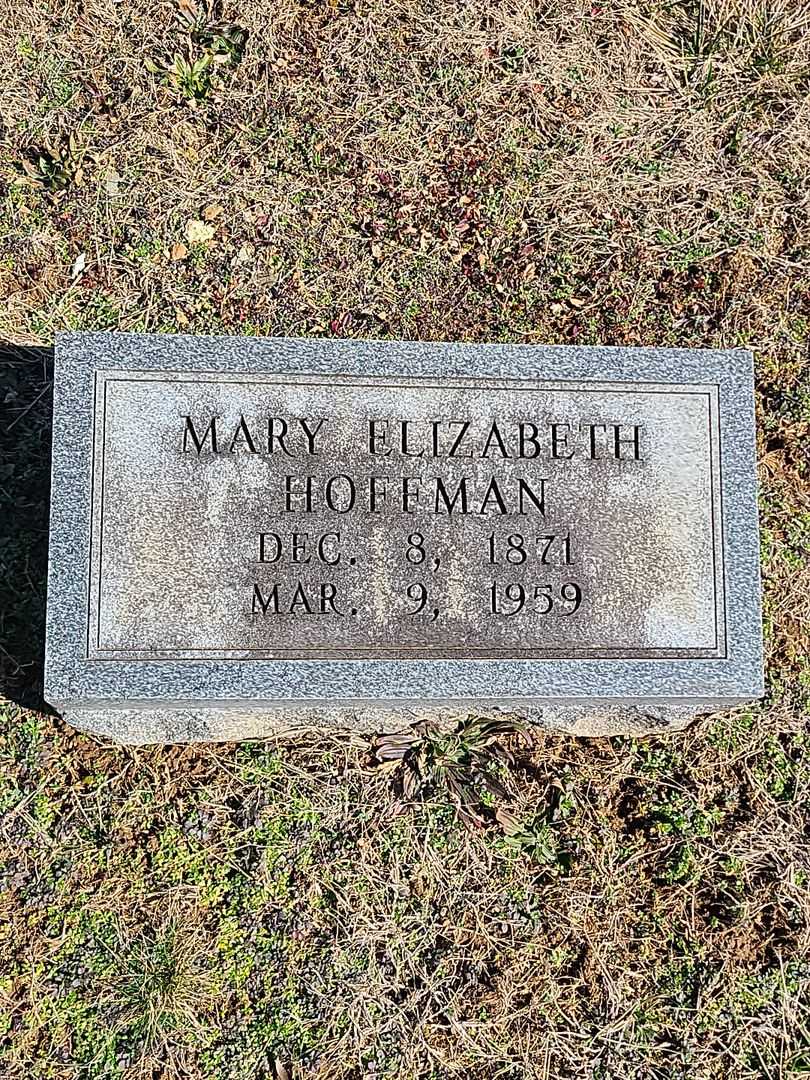 MARY ELIZABETH
HOFFMAN
DEC. 8, 1871
MAR. 9, 1959